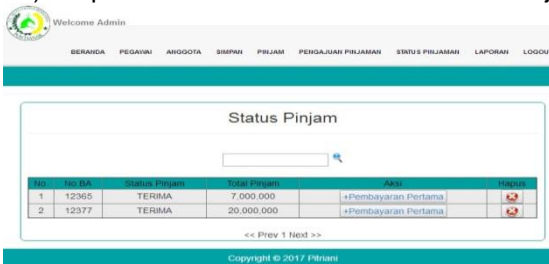 Welcome Admin
BERANDA PEGAWAI ANGGOTA SIMPAN PINJAM PENGAJUAN PINJAMAN STATUS PINJAMAN LAPORAN LOGOU
Status Pinjam
No No BA Status Pinjam Total Pinjam Aksi Hapus
1 12365 TERIMA 7,000,000 +Pembayaran Pertama
2 12377 TERIMA 20,000,000 +Pembayaran Pertama
<< Prev 1 Next >>
Copyright © 2017 Pitriani